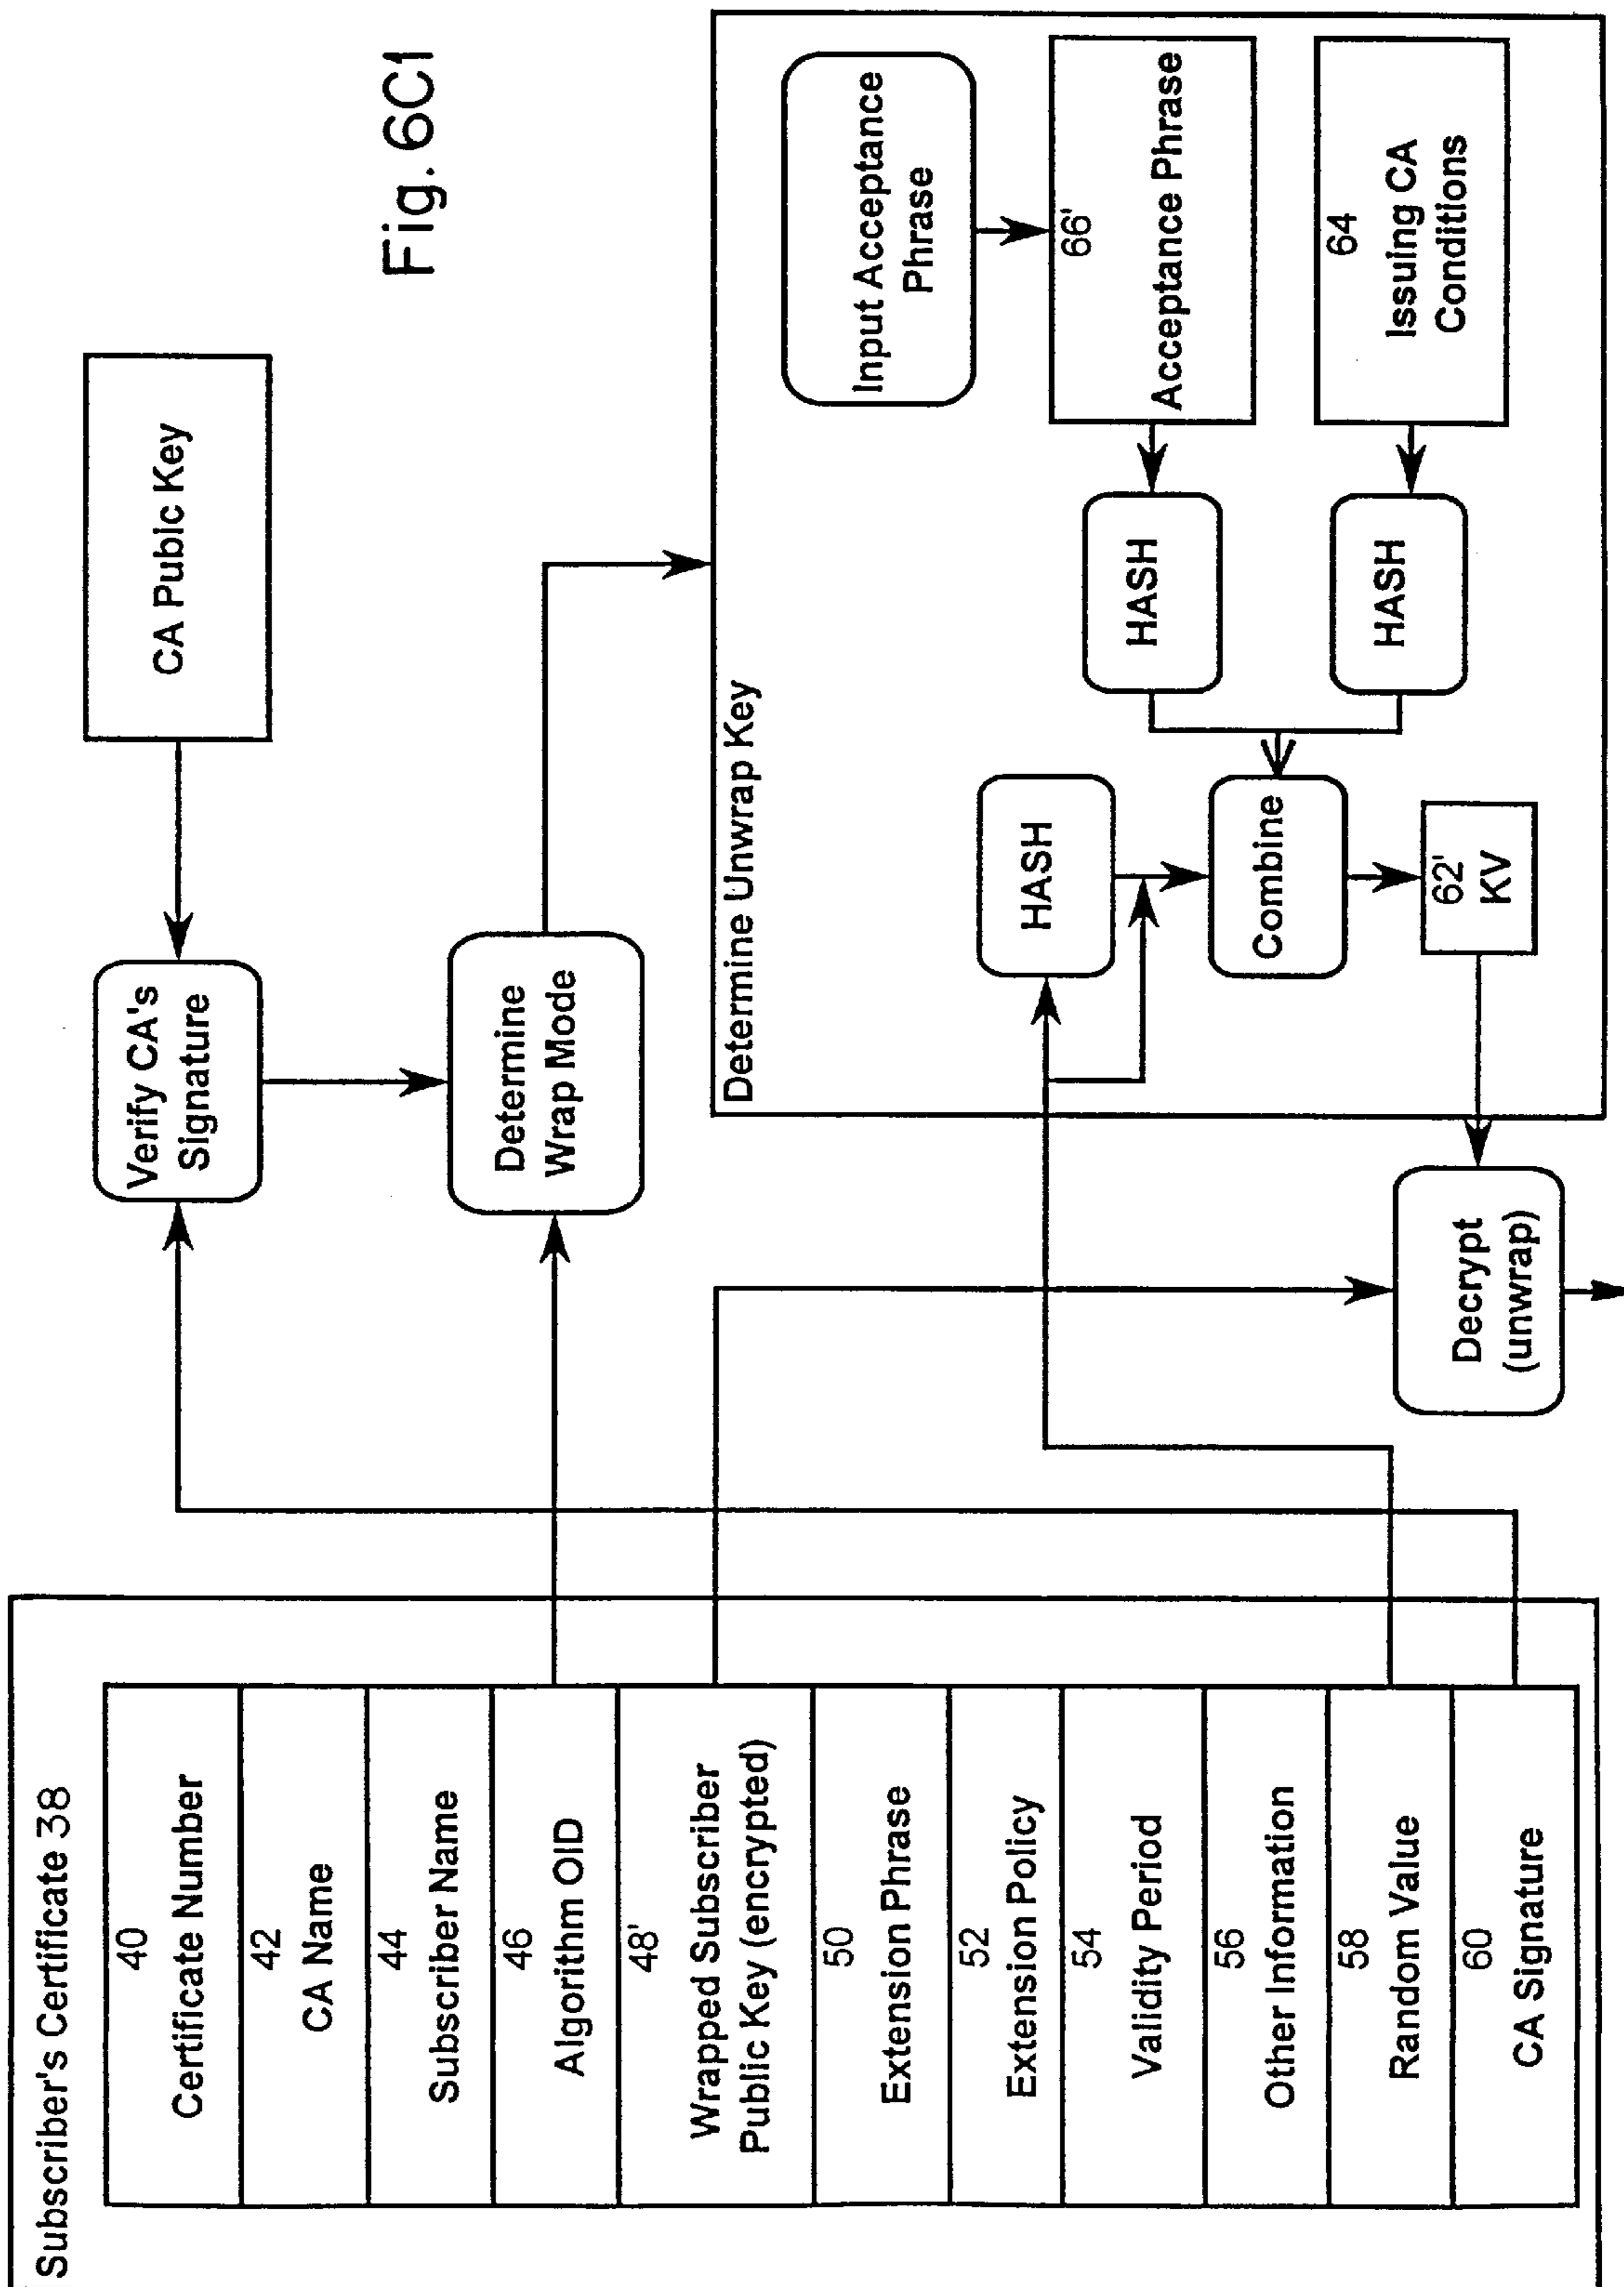 Fig. 6C1
Subscriber's Certificate 38
40
Certificate Number
42
CA Name
44
Subscriber Name
46
Algorithm OID
48'
Wrapped Subscriber
Public Key (encrypted)
50
Extension Phrase
52
Extension Policy
54
Validity Period
56
Other Information
58
Random Value
60
CA Signature
Verify CA's
Signature
CA Pubic Key
Determine
Wrap Mode
Determine Unwrap Key
Input Acceptance
Phrase
66'
Acceptance Phrase
HASH
HASH
Combine
64
Issuing CA
Conditions
HASH
62'
KV
Decrypt
(unwrap)